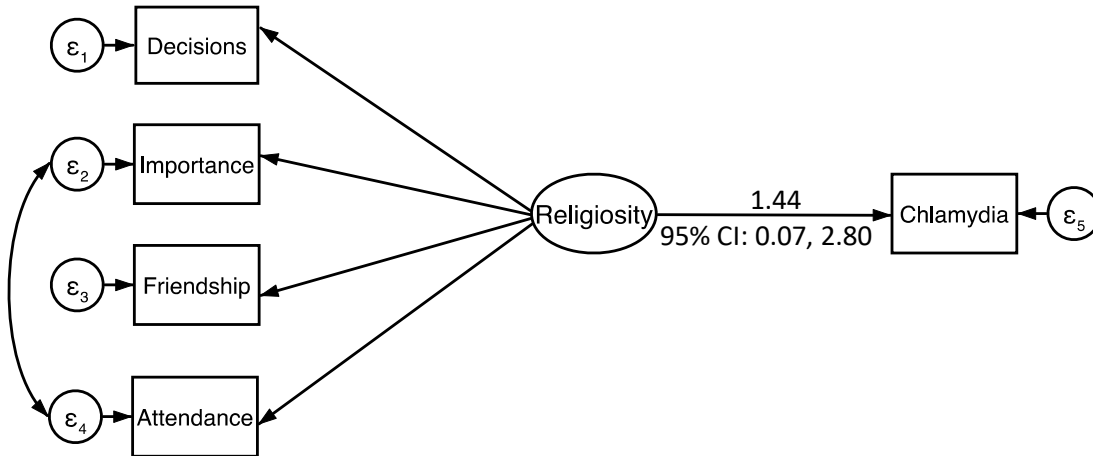 ε1
Decisions
ε2
Importance
ε3
Friendship
ε4
Attendance
Religiosity
1.44
95% CI: 0.07, 2.80
Chlamydia
ε5